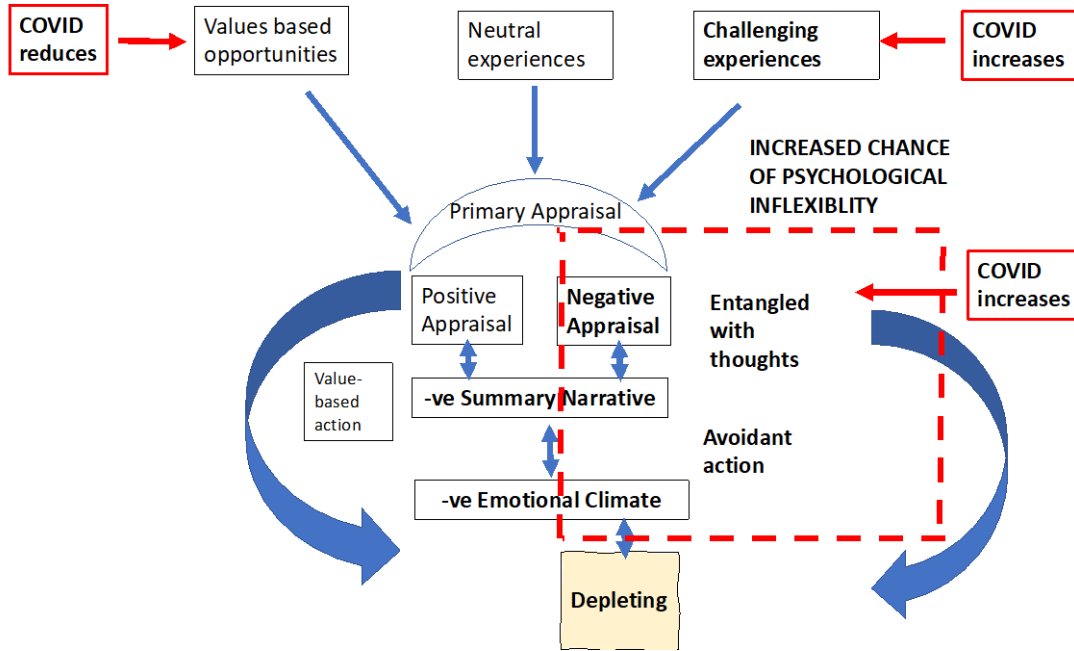 COVID
reduces
Values based
opportunities
Neutral
experiences
Challenging
experiences
COVID
increases
INCREASED CHANCE
OF PSYCHOLOGICAL
INFLEXIBLITY
Primary Appraisal
Positive
Appraisal
Negative
Appraisal
Entangled
with
thoughts
COVID
increases
Value-
based
action
-ve Summary Narrative
Avoidant
action
-ve Emotional Climate
Depleting